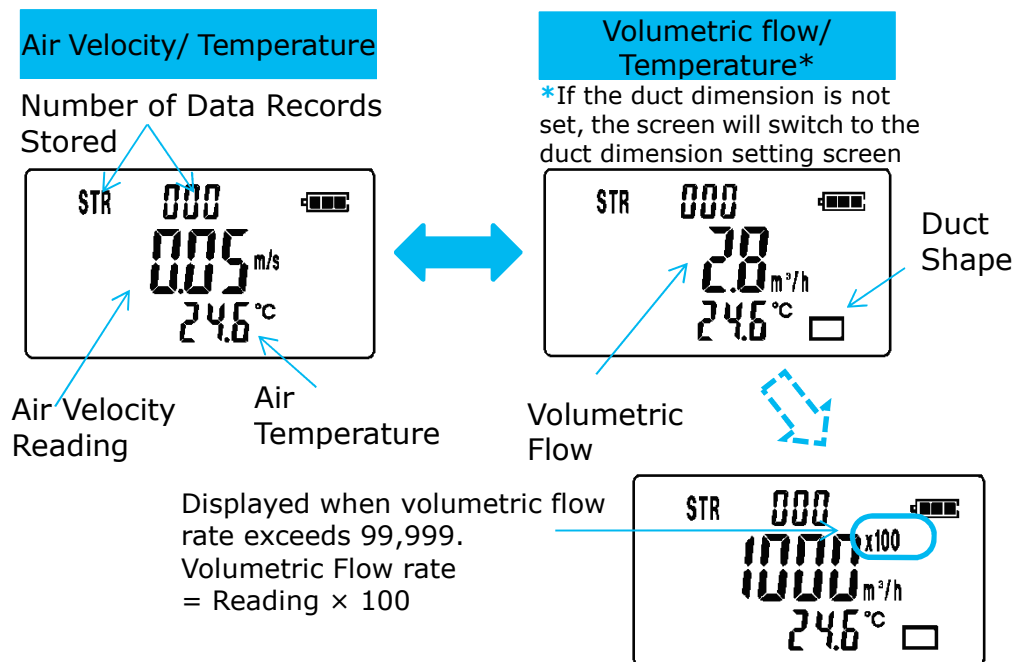 Air Velocity/ Temperature
Number of Data Records
Stored
STR 000
0.05 m/s
24.6 °C
Air Velocity
Reading
Air
Temperature
Volumetric flow/
Temperature*
*If the duct dimension is not
set, the screen will switch to the
duct dimension setting screen
STR 000
2.8 m³/h
24.6 °C
Duct
Shape
Volumetric
Flow
Displayed when volumetric flow
rate exceeds 99,999.
Volumetric Flow rate
= Reading × 100
STR 000
1000 x100 m³/h
24.6 °C